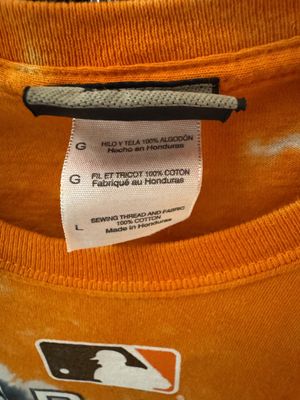 G HILO Y TELA 100% ALGODÓN
Hecho en Honduras
G FIL ET TRICOT 100% COTON
Fabriqué au Honduras
L SEWING THREAD AND FABRIC
100% COTTON
Made in Honduras